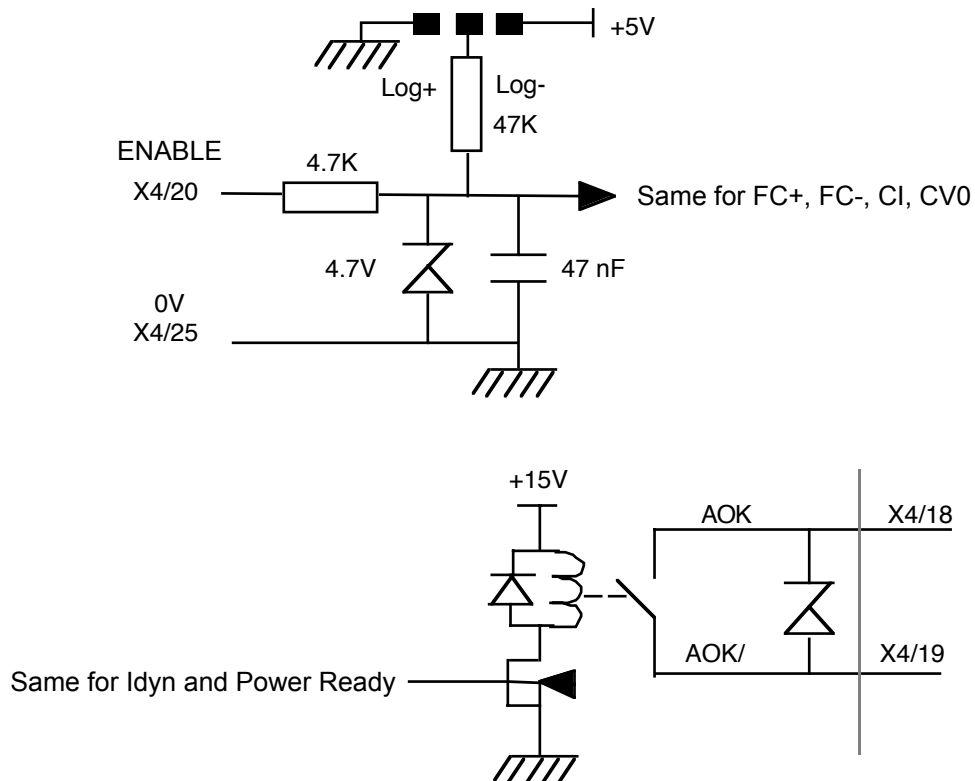 +5V
Log+
Log-
47K
ENABLE
X4/20
4.7K
Same for FC+, FC-, CI, CV0
4.7V
47 nF
0V
X4/25
+15V
AOK
X4/18
AOK/
X4/19
Same for Idyn and Power Ready